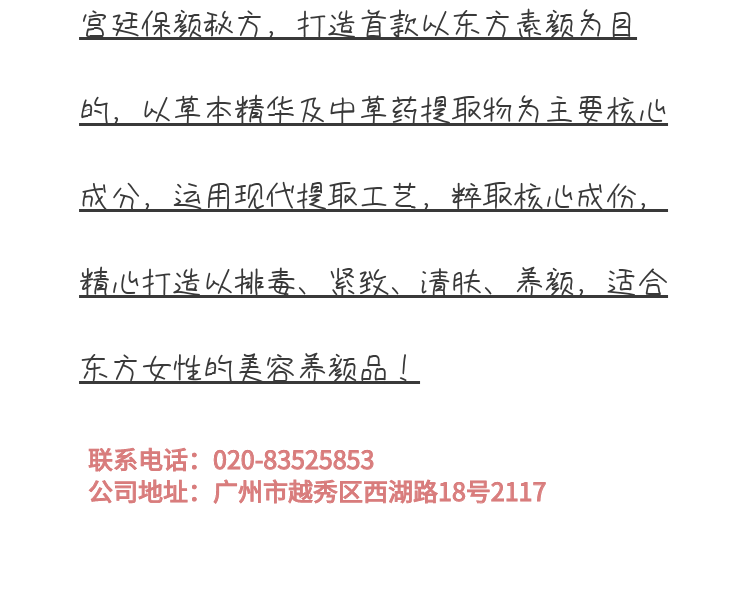 宫廷保颜秘方，打造首款以东方素颜为目
的，以草本精华及中草药提取物为主要核心
成分，运用现代提取工艺，粹取核心成份，
精心打造以排毒、紧致、清肤、养颜，适合
东方女性的美容养颜品！
联系电话：020-83525853
公司地址：广州市越秀区西湖路18号2117